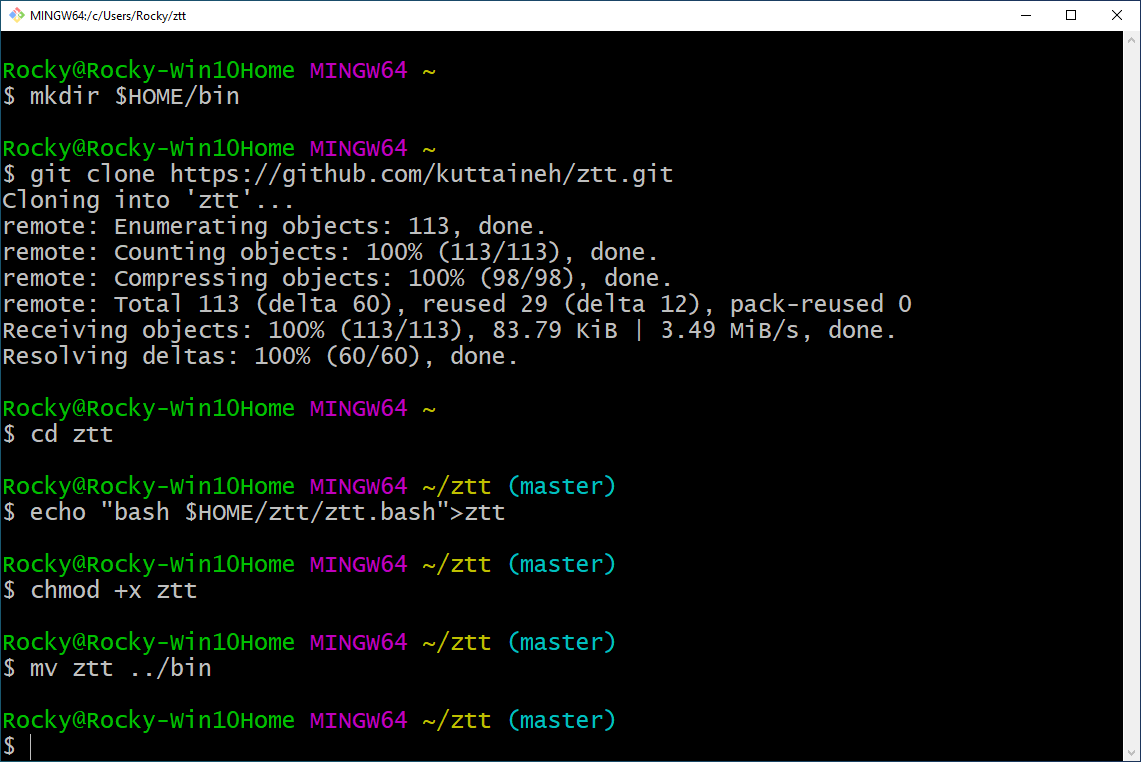 MINGW64:/c/Users/Rocky/ztt
Rocky@Rocky-Win10Home MINGW64 ~
$ mkdir $HOME/bin
Rocky@Rocky-Win10Home MINGW64 ~
$ git clone https://github.com/kuttaineh/ztt.git
Cloning into 'ztt'...
remote: Enumerating objects: 113, done.
remote: Counting objects: 100% (113/113), done.
remote: Compressing objects: 100% (98/98), done.
remote: Total 113 (delta 60), reused 29 (delta 12), pack-reused 0
Receiving objects: 100% (113/113), 83.79 KiB | 3.49 MiB/s, done.
Resolving deltas: 100% (60/60), done.
Rocky@Rocky-Win10Home MINGW64 ~
$ cd ztt
Rocky@Rocky-Win10Home MINGW64 ~/ztt (master)
$ echo "bash $HOME/ztt/ztt.bash">ztt
Rocky@Rocky-Win10Home MINGW64 ~/ztt (master)
$ chmod +x ztt
Rocky@Rocky-Win10Home MINGW64 ~/ztt (master)
$ mv ztt ../bin
Rocky@Rocky-Win10Home MINGW64 ~/ztt (master)
$